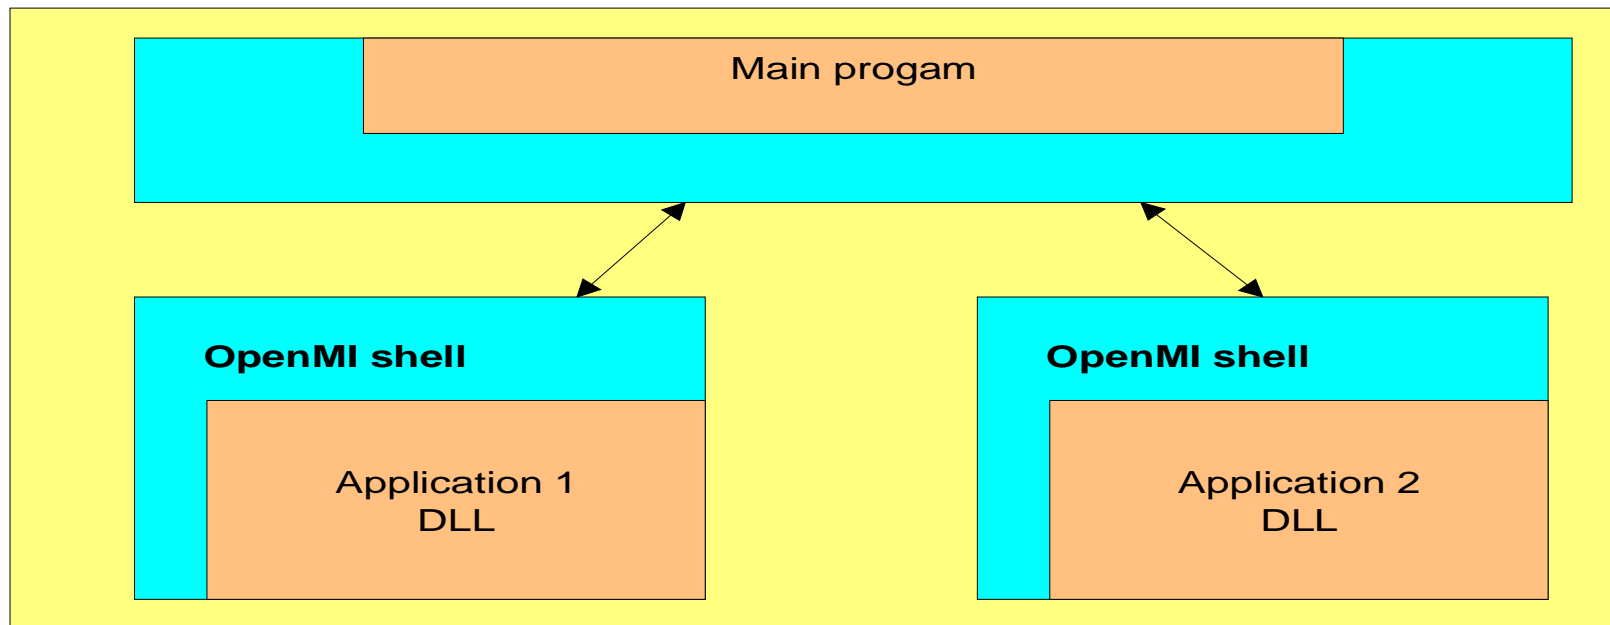 Main progam
OpenMI shell
OpenMI shell
Application 1
DLL
Application 2
DLL